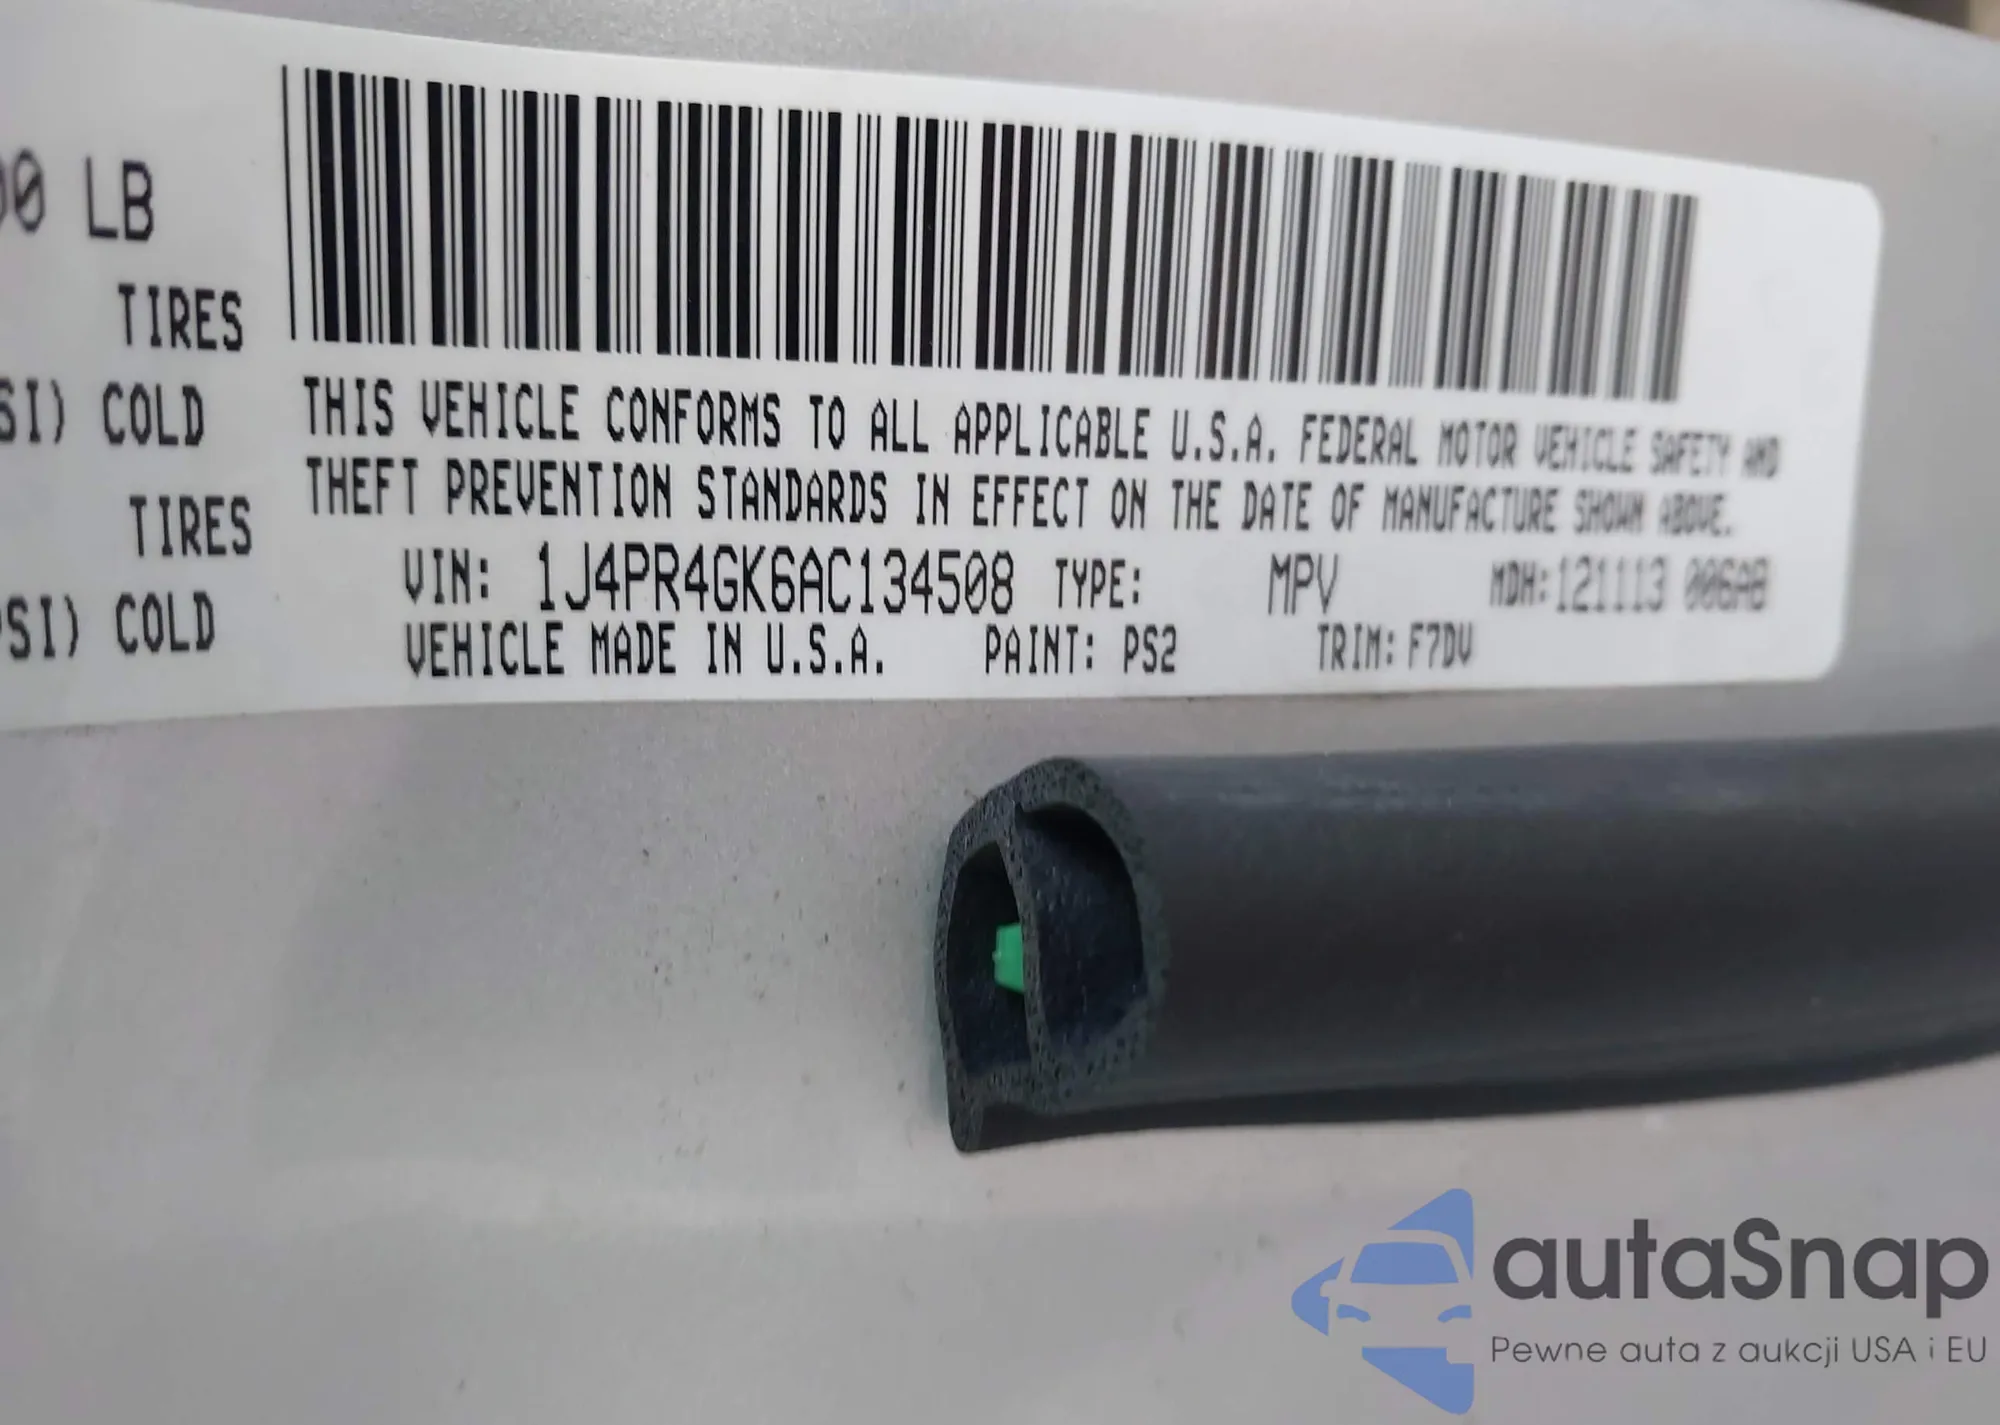 00 LB
TIRES
SI) COLD
TIRES
PSI) COLD
THIS VEHICLE CONFORMS TO ALL APPLICABLE U.S.A. FEDERAL MOTOR VEHICLE SAFETY AND
THEFT PREVENTION STANDARDS IN EFFECT ON THE DATE OF MANUFACTURE SHOWN ABOVE.
VIN: 1J4PR4GK6AC134508 TYPE: MPV MDH:121113 006AB
VEHICLE MADE IN U.S.A. PAINT: PS2 TRIM: F7DV
autaSnap
Pewne auta z aukcji USA i EU